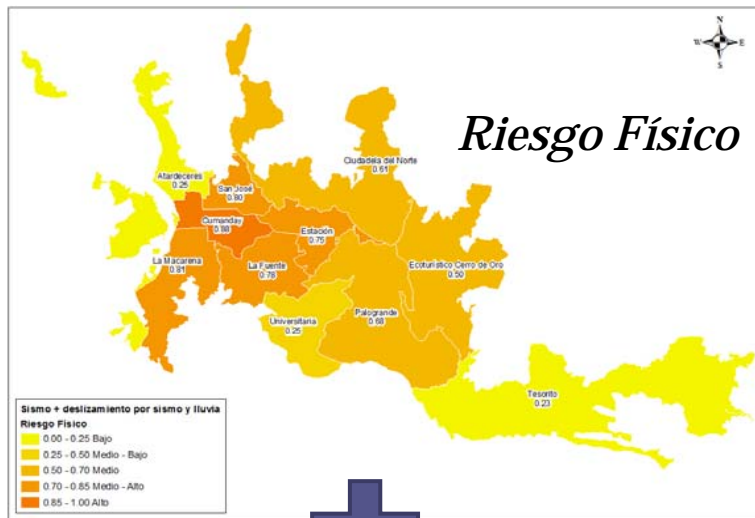 N
W E
S
Riesgo Físico
Ciudadela del Norte
0.61
Atardeceres
0.25
San José
0.80
Cumanday
0.88
Estación
0.75
La Macarena
0.81
La Fuente
0.78
Ecoturístico Cerro de Oro
0.50
Universitaria
0.25
Palogrande
0.68
Tesorito
0.23
Sismo + deslizamiento por sismo y lluvia
Riesgo Físico
0.00 - 0.25 Bajo
0.25 - 0.50 Medio - Bajo
0.50 - 0.70 Medio
0.70 - 0.85 Medio - Alto
0.85 - 1.00 Alto